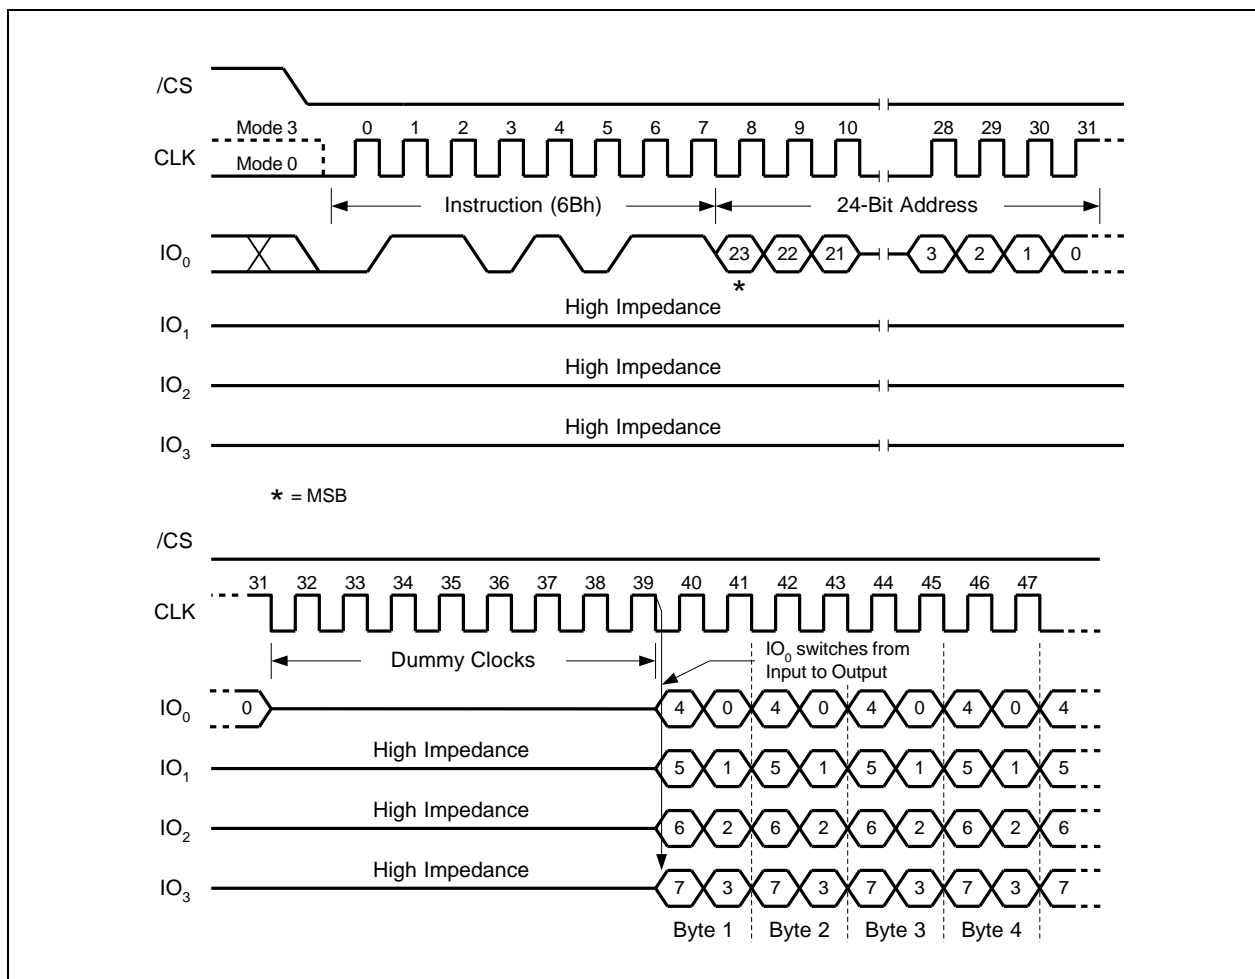 /CS
Mode 3 0 1 2 3 4 5 6 7 8 9 10 28 29 30 31
CLK
Mode 0
Instruction (6Bh) 24-Bit Address
IO0 23 22 21 3 2 1 0
*
High Impedance
IO1
High Impedance
IO2
High Impedance
IO3
* = MSB
/CS
31 32 33 34 35 36 37 38 39 40 41 42 43 44 45 46 47
CLK
Dummy Clocks
IO0 switches from
Input to Output
IO0 0 4 0 4 0 4 0 4 0 4
High Impedance
IO1 5 1 5 1 5 1 5 1 5
High Impedance
IO2 6 2 6 2 6 2 6 2 6
High Impedance
IO3 7 3 7 3 7 3 7 3 7
Byte 1 Byte 2 Byte 3 Byte 4